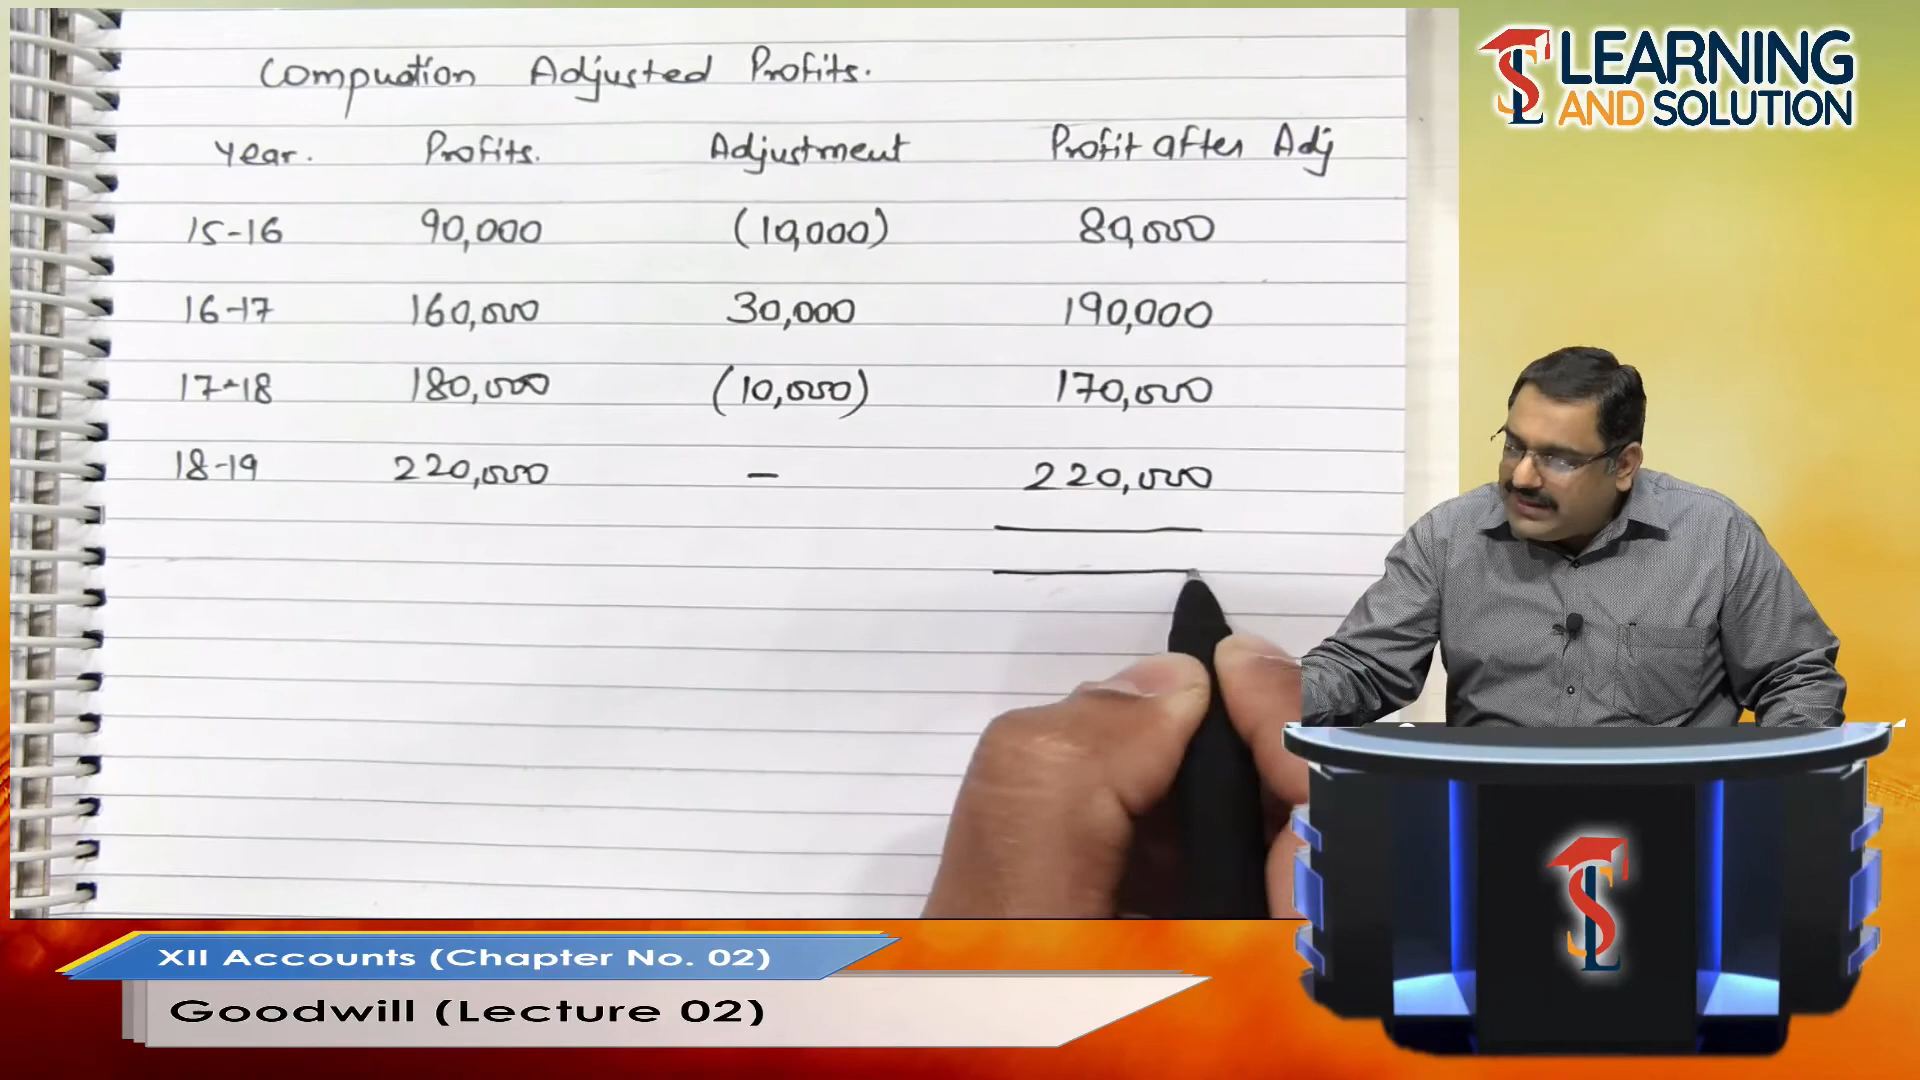 Compuation Adjusted Profits.
Year. Profits. Adjustment Profit after Adj
15-16 90,000 (10,000) 80,000
16-17 160,000 30,000 190,000
17-18 180,000 (10,000) 170,000
18-19 220,000 — 220,000
LEARNING
AND SOLUTION
XII Accounts (Chapter No. 02)
Goodwill (Lecture 02)